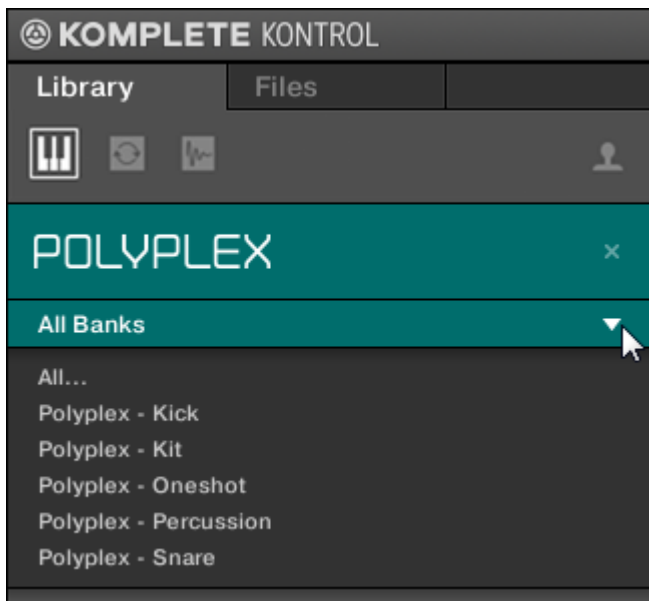 KOMPLETE KONTROL
Library Files
POLYPLEX
All Banks
All...
Polyplex - Kick
Polyplex - Kit
Polyplex - Oneshot
Polyplex - Percussion
Polyplex - Snare